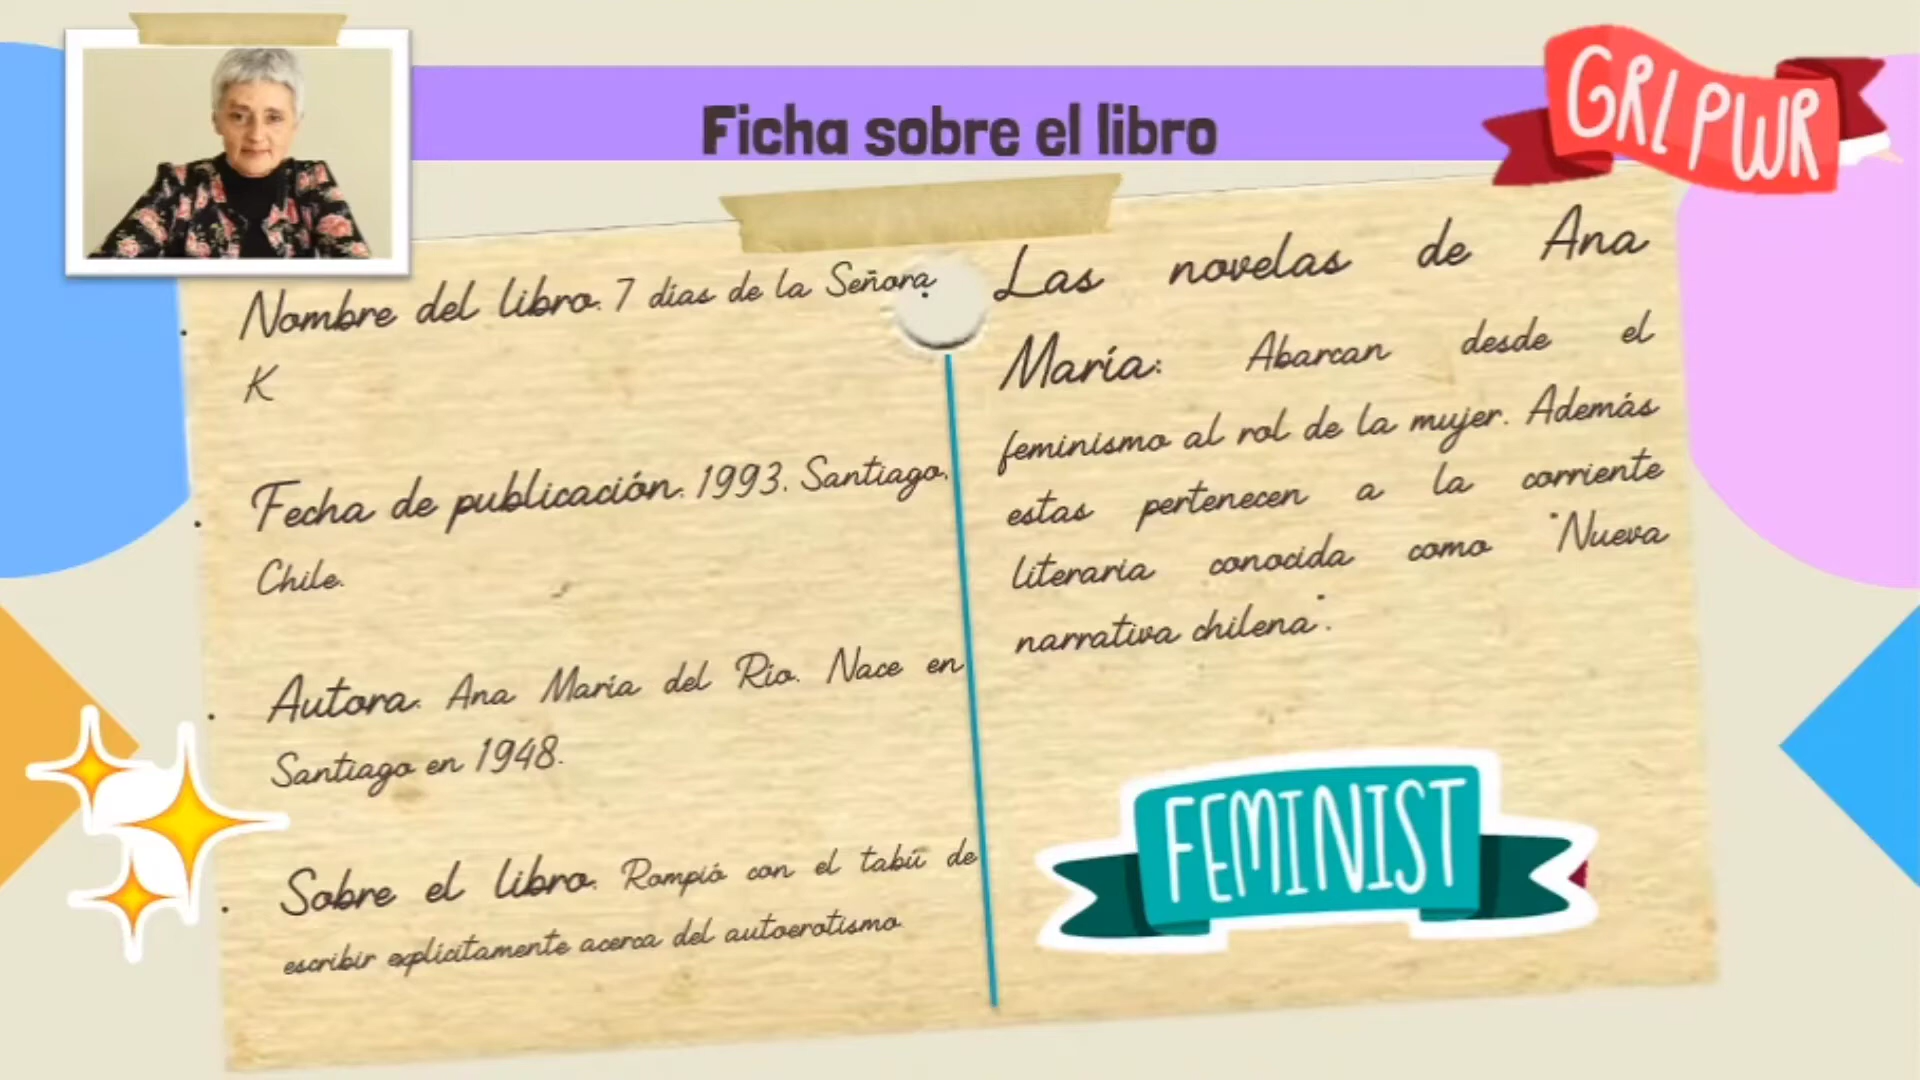 Ficha sobre el libro
GRL PWR
Nombre del libro. 7 días de la Señora
K
Fecha de publicación. 1993. Santiago,
Chile.
Autora. Ana María del Río. Nace en
Santiago en 1948.
Sobre el libro. Rompió con el tabú de
escribir explícitamente acerca del autoerotismo.
Las novelas de Ana
María: Abarcan desde el
feminismo al rol de la mujer. Además
estas pertenecen a la corriente
literaria conocida como "Nueva
narrativa chilena".
FEMINIST